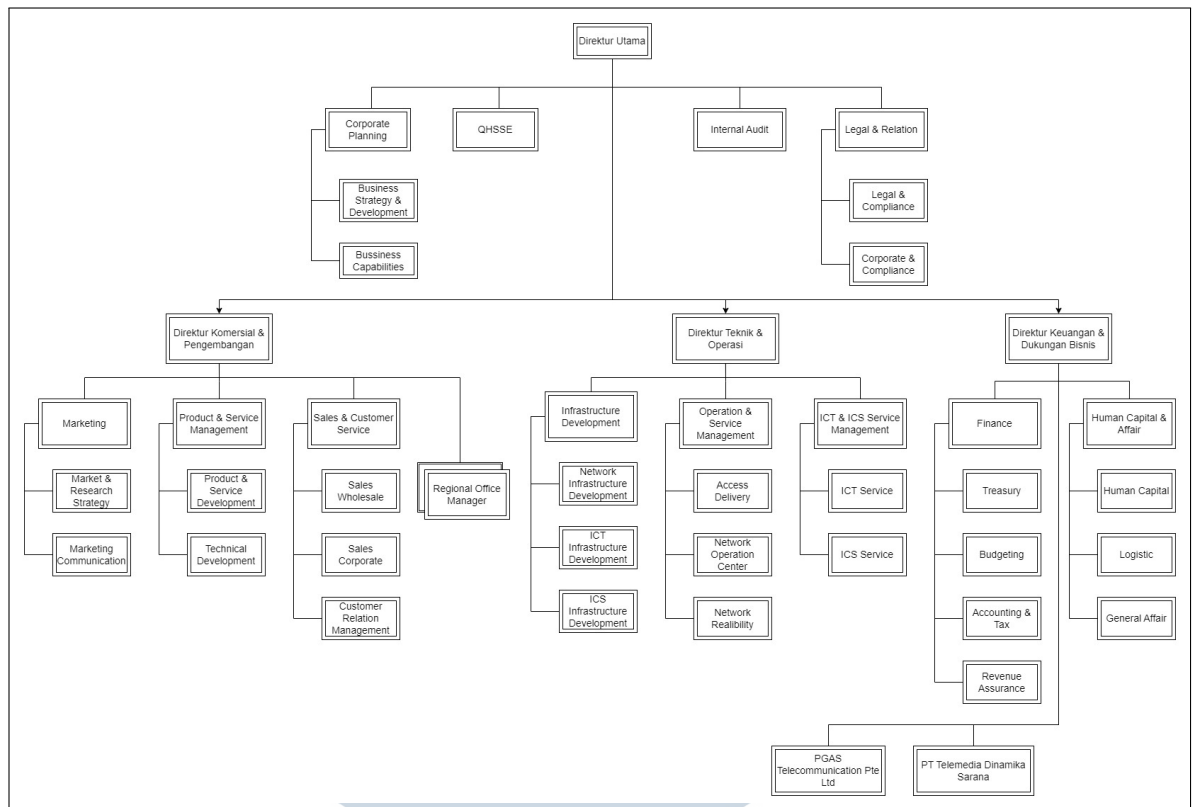 Direktur Utama
Corporate
Planning
QHSSE
Internal Audit
Legal & Relation
Business
Strategy &
Development
Legal &
Compliance
Bussiness
Capabilities
Corporate &
Compliance
Direktur Komersial &
Pengembangan
Direktur Teknik &
Operasi
Direktur Keuangan &
Dukungan Bisnis
Marketing
Product & Service
Management
Sales & Customer
Service
Infrastructure
Development
Operation &
Service
Management
ICT & ICS Service
Management
Finance
Human Capital &
Affair
Market &
Research
Strategy
Product &
Service
Development
Sales
Wholesale
Regional Office
Manager
Network
Infrastructure
Development
Access
Delivery
ICT Service
Treasury
Human Capital
Marketing
Communication
Technical
Development
Sales
Corporate
ICT
Infrastructure
Development
Network
Operation
Center
ICS Service
Budgeting
Logistic
Customer
Relation
Management
ICS
Infrastructure
Development
Network
Realibility
Accounting &
Tax
General Affair
Revenue
Assurance
PGAS
Telecommunication Pte
Ltd
PT Telemedia Dinamika
Sarana